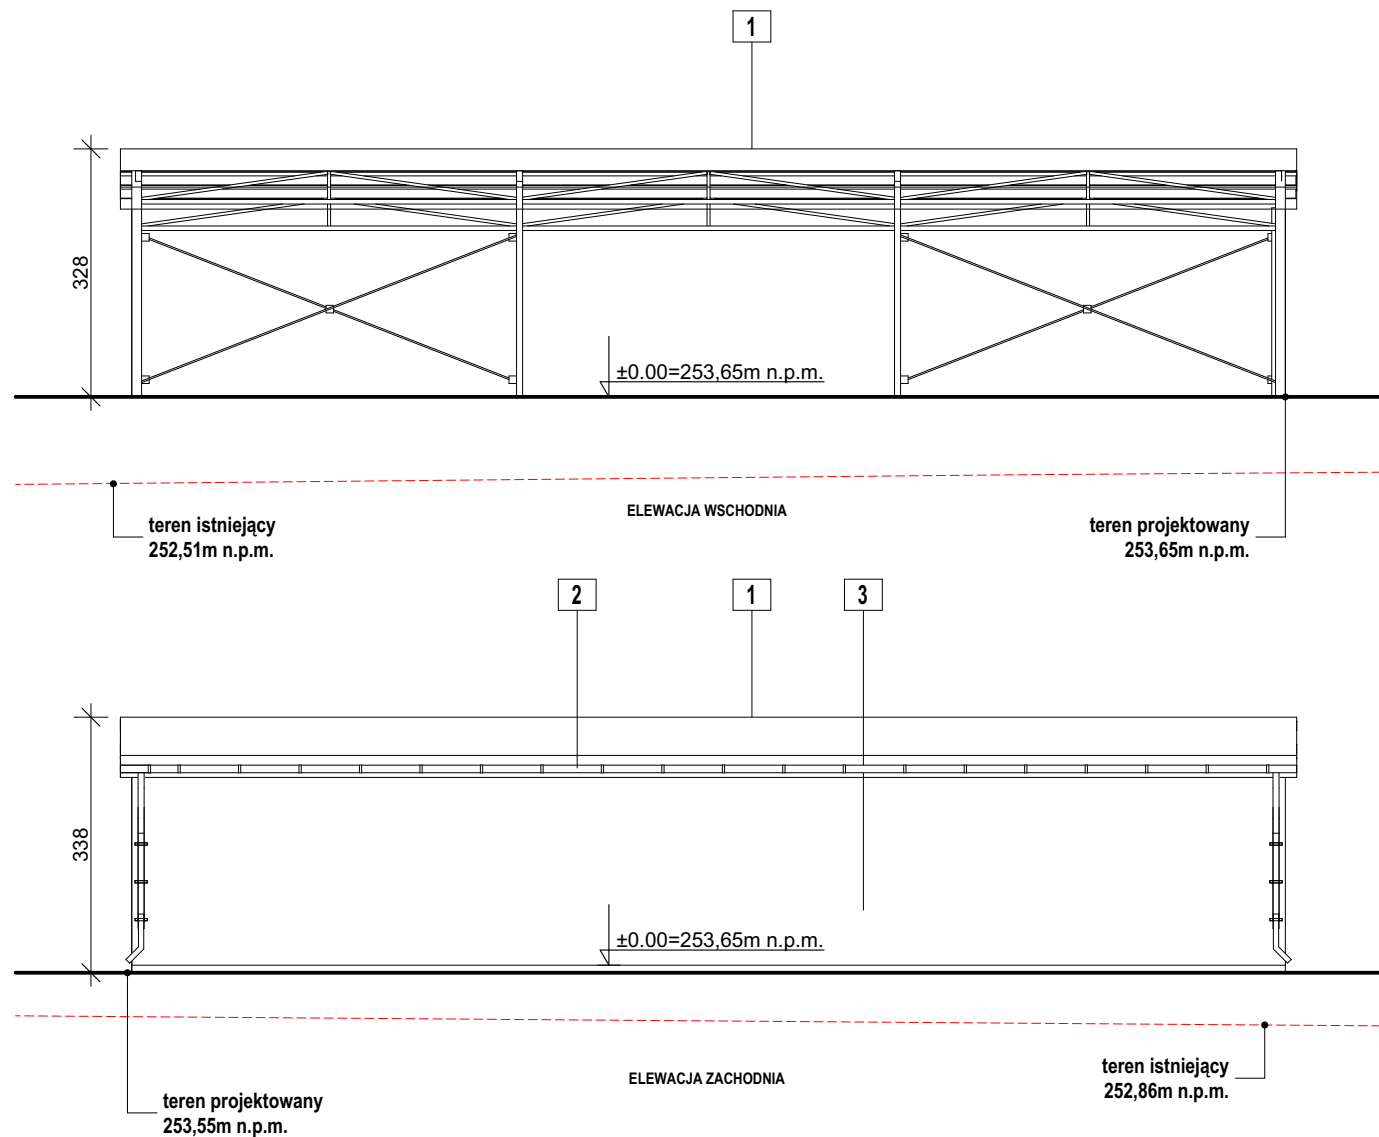 1
328
±0.00=253,65m n.p.m.
ELEWACJA WSCHODNIA
teren istniejący
252,51m n.p.m.
teren projektowany
253,65m n.p.m.
2
1
3
338
±0.00=253,65m n.p.m.
ELEWACJA ZACHODNIA
teren istniejący
252,86m n.p.m.
teren projektowany
253,55m n.p.m.